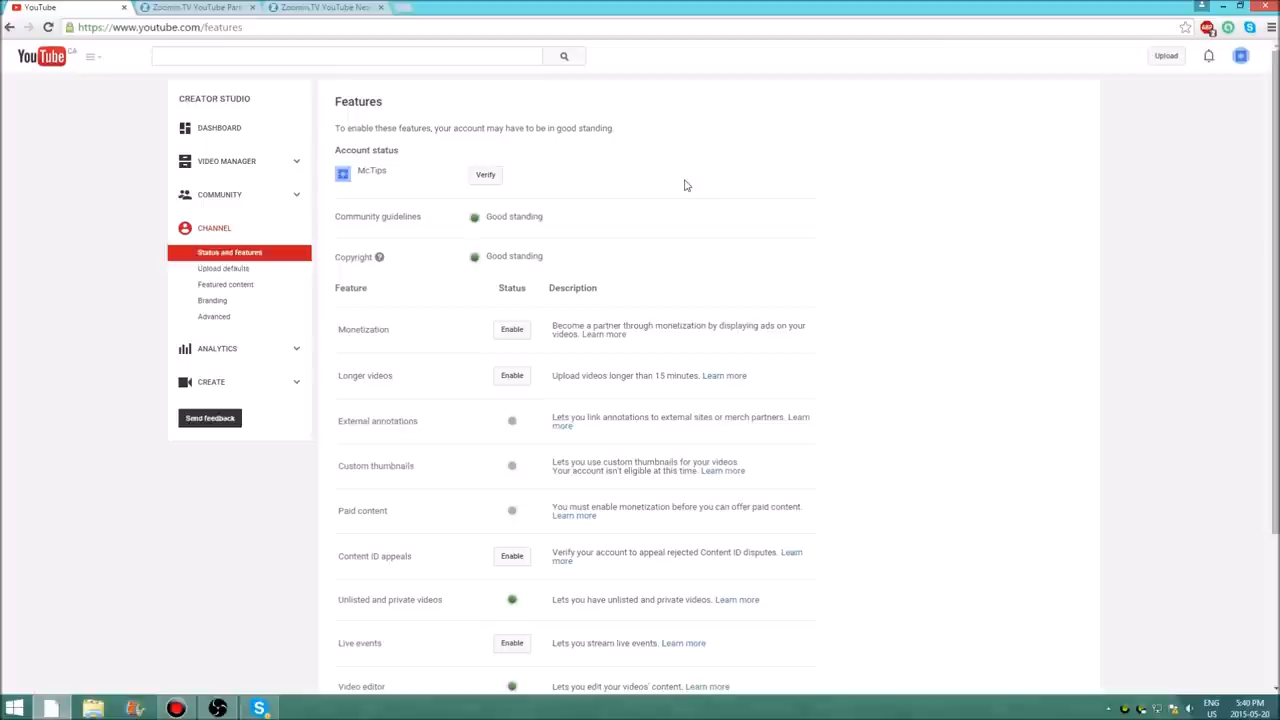 YouTube
Zoomin.TV YouTube Part
Zoomin.TV YouTube Net
https://www.youtube.com/features
YouTube CA
Upload
CREATOR STUDIO
DASHBOARD
VIDEO MANAGER
COMMUNITY
CHANNEL
Status and features
Upload defaults
Featured content
Branding
Advanced
ANALYTICS
CREATE
Send feedback
Features
To enable these features, your account may have to be in good standing
Account status
McTips
Verify
Community guidelines
Good standing
Copyright ?
Good standing
Feature Status Description
Monetization Enable Become a partner through monetization by displaying ads on your
videos. Learn more
Longer videos Enable Upload videos longer than 15 minutes. Learn more
External annotations Lets you link annotations to external sites or merch partners. Learn
more
Custom thumbnails Lets you use custom thumbnails for your videos.
Your account isn't eligible at this time. Learn more
Paid content You must enable monetization before you can offer paid content.
Learn more
Content ID appeals Enable Verify your account to appeal rejected Content ID disputes. Learn
more
Unlisted and private videos Lets you have unlisted and private videos. Learn more
Live events Enable Lets you stream live events. Learn more
Video editor Lets you edit your videos' content. Learn more
ENG
US
5:40 PM
2015-05-20